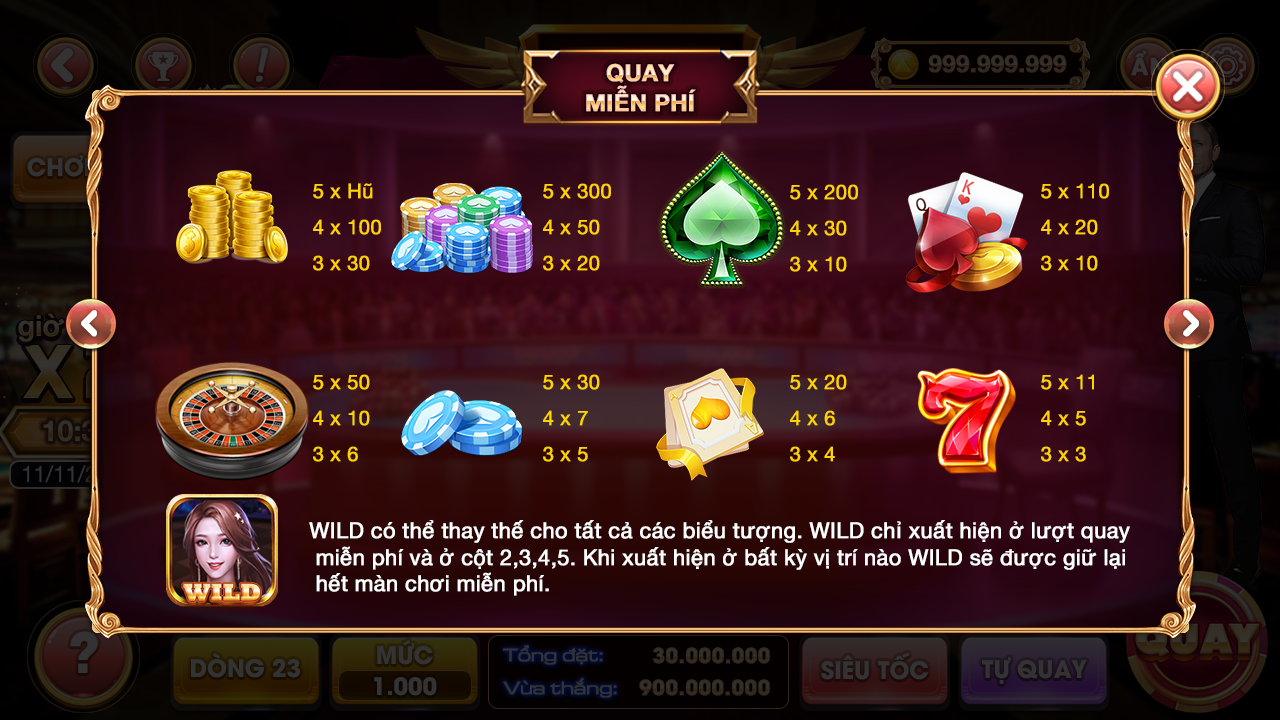 QUAY
MIỄN PHÍ
999.999.999
5 x Hũ
4 x 100
3 x 30
5 x 300
4 x 50
3 x 20
5 x 200
4 x 30
3 x 10
5 x 110
4 x 20
3 x 10
giờ
X
10:3
11/11/2
5 x 50
4 x 10
3 x 6
5 x 30
4 x 7
3 x 5
5 x 20
4 x 6
3 x 4
5 x 11
4 x 5
3 x 3
Q
K
WILD
WILD có thể thay thế cho tất cả các biểu tượng. WILD chỉ xuất hiện ở lượt quay
miễn phí và ở cột 2,3,4,5. Khi xuất hiện ở bất kỳ vị trí nào WILD sẽ được giữ lại
hết màn chơi miễn phí.
DÒNG 23
MỨC
1.000
Tổng đặt: 30.000.000
Vừa thắng: 900.000.000
SIÊU TỐC
TỰ QUAY
QUAY